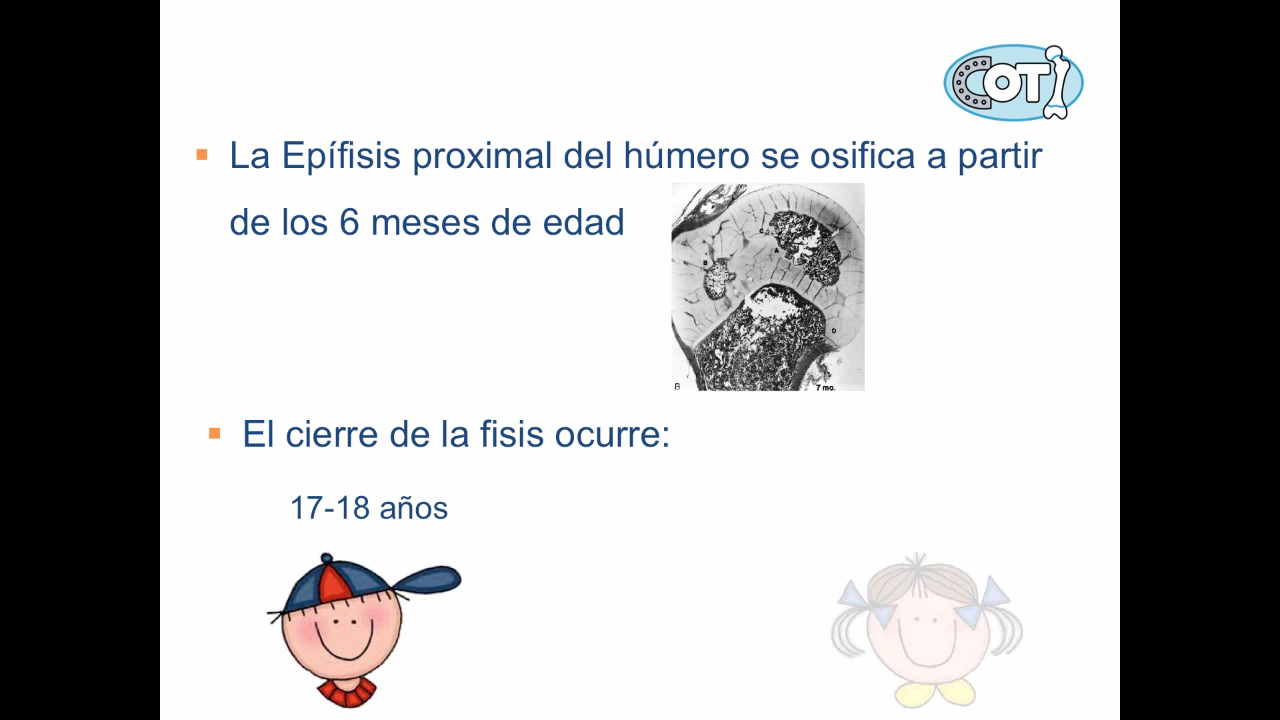 COTI
La Epífisis proximal del húmero se osifica a partir
de los 6 meses de edad
C
A
B
D
B
7 mo.
El cierre de la fisis ocurre:
17-18 años